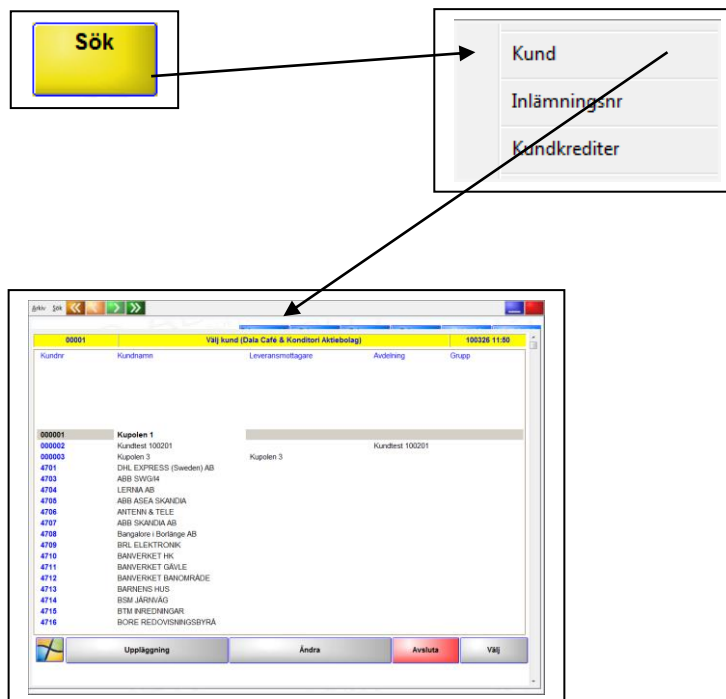 Sök
Kund
Inlämningsnr
Kundkrediter
Arkiv Sök
00001 Välj kund (Dala Café & Konditori Aktiebolag) 100326 11:50
Kundnr Kundnamn Leveransmottagare Avdelning Grupp
000001 Kupolen 1
000002 Kundtest 100201 Kundtest 100201
000003 Kupolen 3 Kupolen 3
4701 DHL EXPRESS (Sweden) AB
4703 ABB SWG/I4
4704 LERNIA AB
4705 ABB ASEA SKANDIA
4706 ANTENN & TELE
4707 ABB SKANDIA AB
4708 Bangalore i Borlänge AB
4709 BRL ELEKTRONIK
4710 BANVERKET HK
4711 BANVERKET GÄVLE
4712 BANVERKET BANOMRÅDE
4713 BARNENS HUS
4714 BSM JÄRNVÄG
4715 BTM INREDNINGAR
4716 BORE REDOVISNINGSBYRÅ
Uppläggning Ändra Avsluta Välj